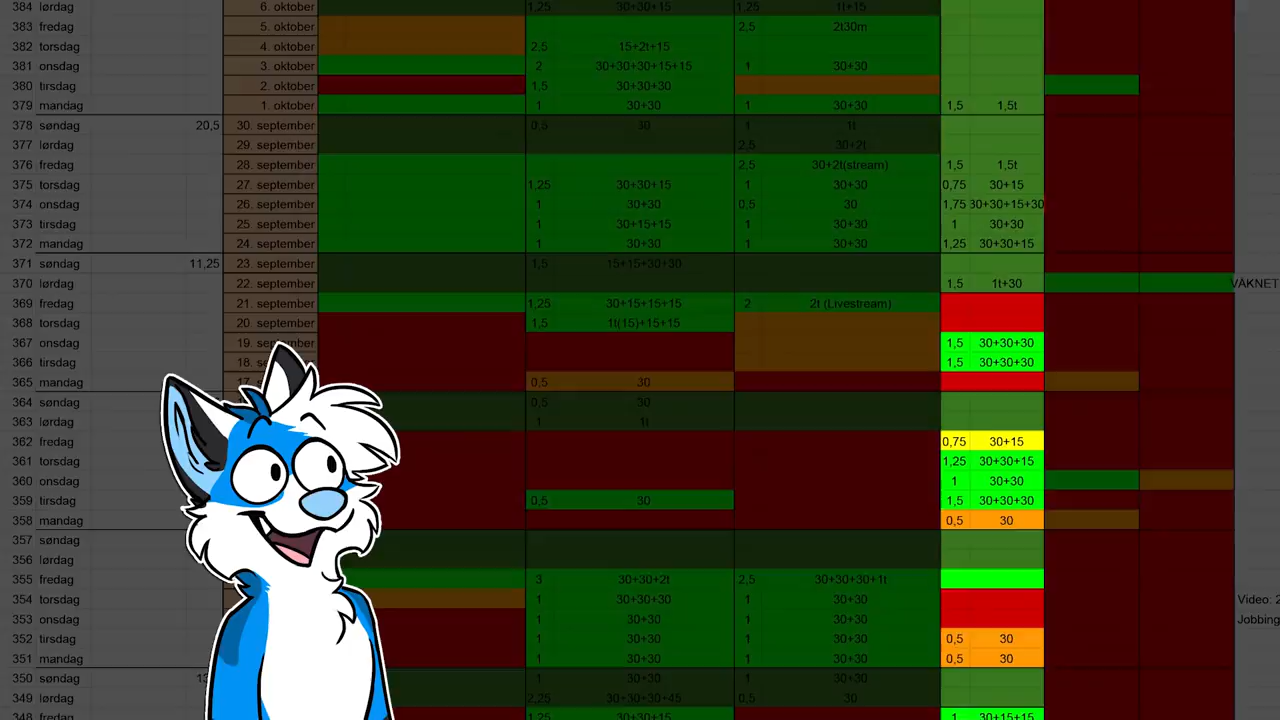 384 lørdag 6. oktober 1,25 30+30+15 1,25 1t+15
383 fredag 5. oktober 2,5 2t30m
382 torsdag 4. oktober 2,5 15+2t+15
381 onsdag 3. oktober 2 30+30+30+15+15 1 30+30
380 tirsdag 2. oktober 1,5 30+30+30
379 mandag 1. oktober 1 30+30 1 30+30 1,5 1,5t
378 søndag 20,5 30. september 0,5 30 1 1t
377 lørdag 29. september 2,5 30+2t
376 fredag 28. september 2,5 30+2t(stream) 1,5 1,5t
375 torsdag 27. september 1,25 30+30+15 1 30+30 0,75 30+15
374 onsdag 26. september 1 30+30 0,5 30 1,75 30+30+15+30
373 tirsdag 25. september 1 30+15+15 1 30+30 1 30+30
372 mandag 24. september 1 30+30 1 30+30 1,25 30+30+15
371 søndag 11,25 23. september 1,5 15+15+30+30
370 lørdag 22. september 1,5 1t+30 VÅKNET
369 fredag 21. september 1,25 30+15+15+15 2 2t (Livestream)
368 torsdag 20. september 1,5 1t(15)+15+15
367 onsdag 19. september 1,5 30+30+30
366 tirsdag 18. 1,5 30+30+30
365 mandag 17. 0,5 30
364 søndag 0,5 30
363 lørdag 1 1t
362 fredag 0,75 30+15
361 torsdag 1,25 30+30+15
360 onsdag 1 30+30
359 tirsdag 0,5 30 1,5 30+30+30
358 mandag 0,5 30
357 søndag
356 lørdag
355 fredag 3 30+30+2t 2,5 30+30+30+1t
354 torsdag 1 30+30+30 1 30+30 Video: 2
353 onsdag 1 30+30 1 30+30 Jobbing
352 tirsdag 1 30+30 1 30+30 0,5 30
351 mandag 1 30+30 1 30+30 0,5 30
350 søndag 1 30+30 1 30+30
349 lørdag 2,25 30+30+30+45 0,5 30
348 fredag 1,25 30+30+15 1 30+15+15